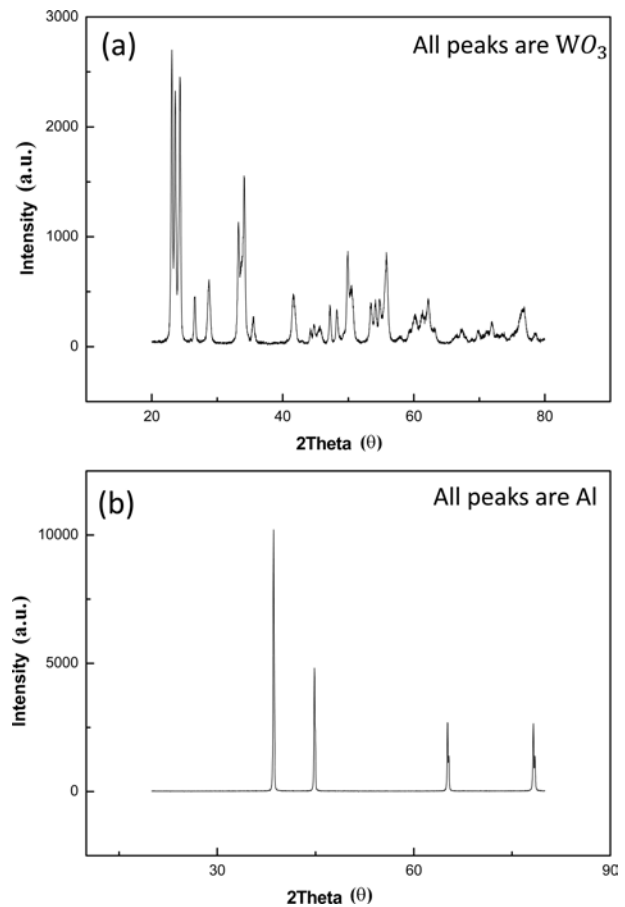 (a)
All peaks are WO₃
3000
2000
1000
0
Intensity (a.u.)
20
40
60
80
2Theta (θ)
(b)
All peaks are Al
10000
5000
0
Intensity (a.u.)
30
60
90
2Theta (θ)